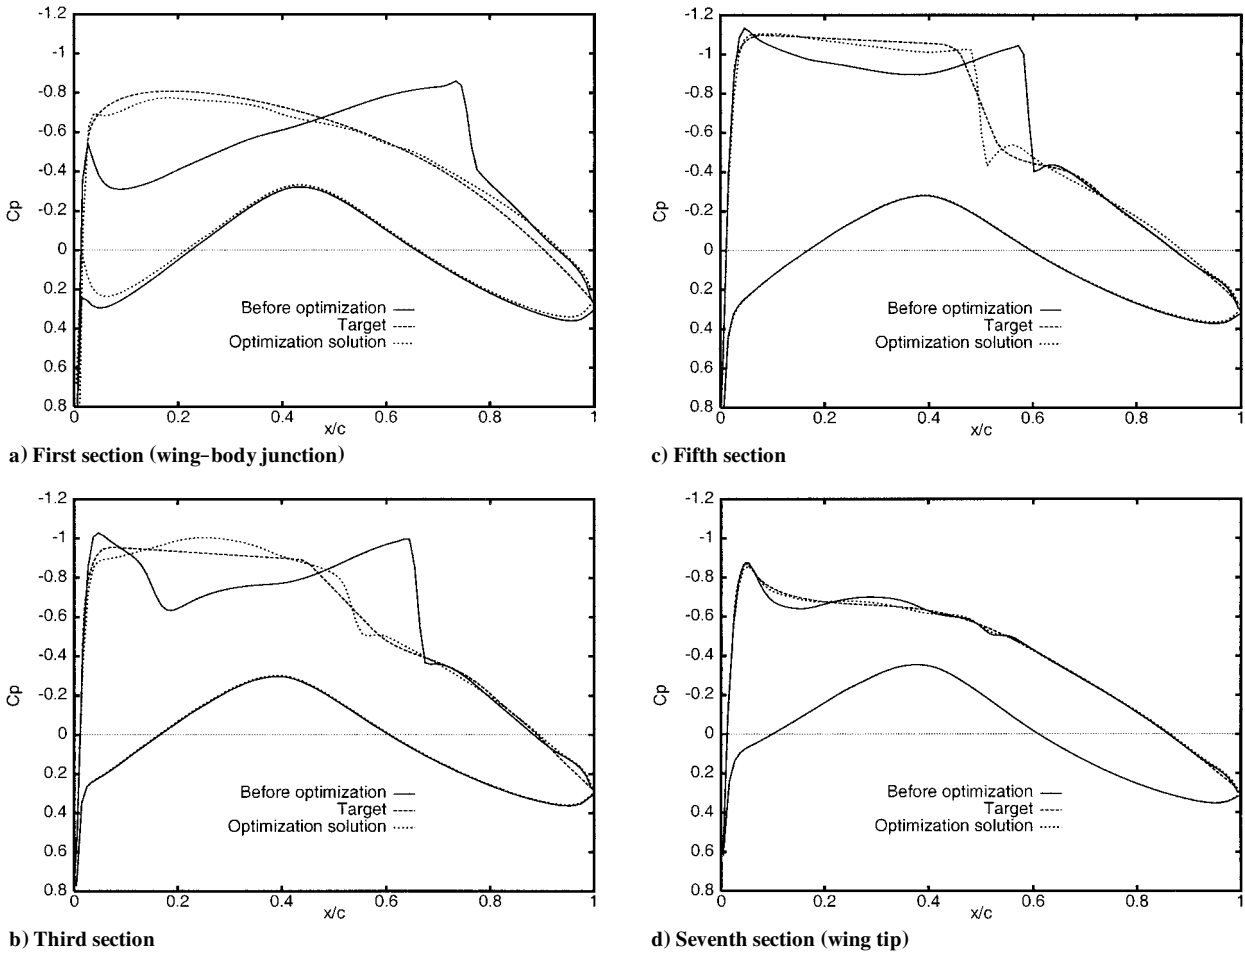 -1.2
-1
-0.8
-0.6
-0.4
-0.2
0
0.2
0.4
0.6
0.8
Cp
Before optimization
Target
Optimization solution
0 0.2 0.4 0.6 0.8 1
x/c
a) First section (wing-body junction)
-1.2
-1
-0.8
-0.6
-0.4
-0.2
0
0.2
0.4
0.6
0.8
Cp
Before optimization
Target
Optimization solution
0 0.2 0.4 0.6 0.8 1
x/c
c) Fifth section
-1.2
-1
-0.8
-0.6
-0.4
-0.2
0
0.2
0.4
0.6
0.8
Cp
Before optimization
Target
Optimization solution
0 0.2 0.4 0.6 0.8 1
x/c
b) Third section
-1.2
-1
-0.8
-0.6
-0.4
-0.2
0
0.2
0.4
0.6
0.8
Cp
Before optimization
Target
Optimization solution
0 0.2 0.4 0.6 0.8 1
x/c
d) Seventh section (wing tip)